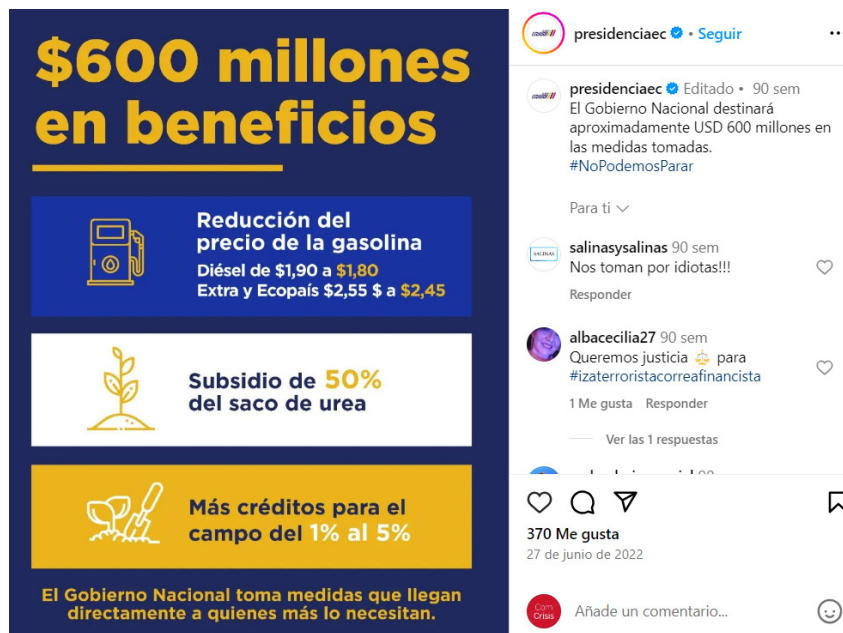 $600 millones
en beneficios
Reducción del
precio de la gasolina
Diésel de $1,90 a $1,80
Extra y Ecopaís $2,55 $ a $2,45
Subsidio de 50%
del saco de urea
Más créditos para el
campo del 1% al 5%
El Gobierno Nacional toma medidas que llegan
directamente a quienes más lo necesitan.
presidenciaec • Seguir
presidenciaec Editado • 90 sem
El Gobierno Nacional destinará
aproximadamente USD 600 millones en
las medidas tomadas.
#NoPodemosParar
Para ti
salinasysalinas 90 sem
Nos toman por idiotas!!!
Responder
SALINAS
albacecilia27 90 sem
Queremos justicia ⚖️ para
#izaterroristacorreafinancista
1 Me gusta Responder
Ver las 1 respuestas
370 Me gusta
27 de junio de 2022
Com
Crisis
Añade un comentario...